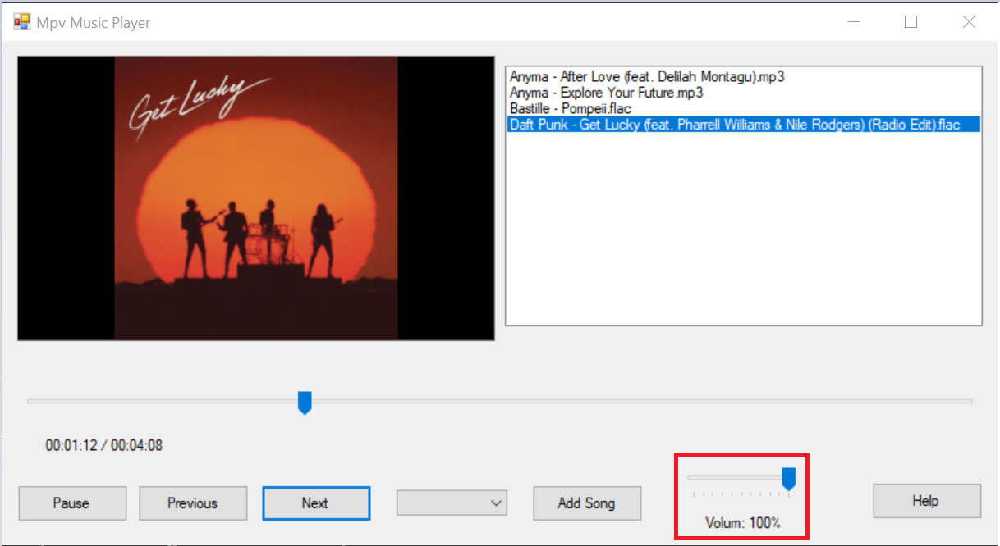 Mpv Music Player
Get Lucky
Anyma - After Love (feat. Delilah Montagu).mp3
Anyma - Explore Your Future.mp3
Bastille - Pompeii.flac
Daft Punk - Get Lucky (feat. Pharrell Williams & Nile Rodgers) (Radio Edit).flac
00:01:12 / 00:04:08
Pause
Previous
Next
Add Song
Volum: 100%
Help